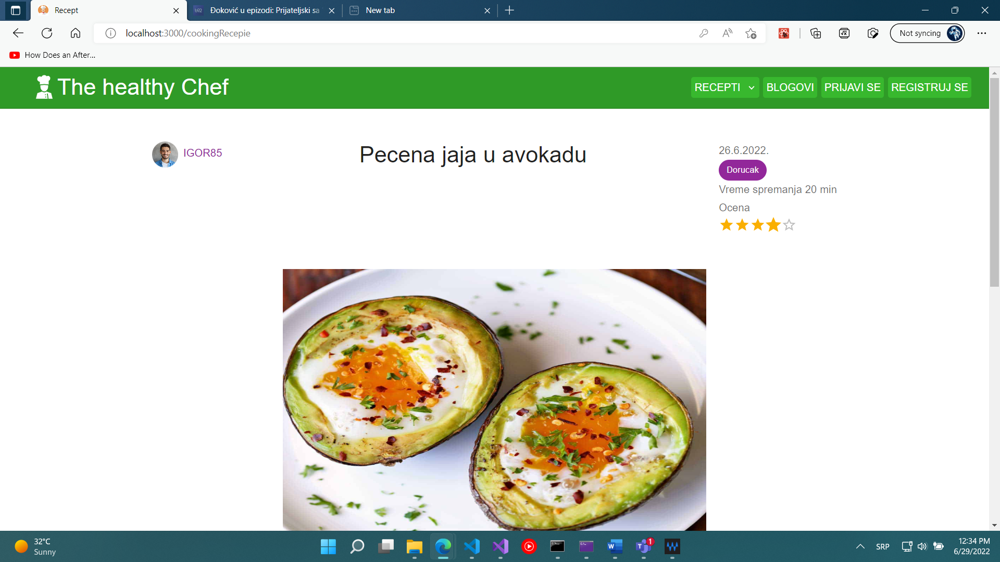 Recept
b92 Đoković u epizodi: Prijateljski sa
New tab
localhost:3000/cookingRecepie
Not syncing
How Does an After...
The healthy Chef
RECEPTI
BLOGOVI
PRIJAVI SE
REGISTRUJ SE
IGOR85
Pecena jaja u avokadu
26.6.2022.
Dorucak
Vreme spremanja 20 min
Ocena
32°C
Sunny
1
SRP
12:34 PM
6/29/2022